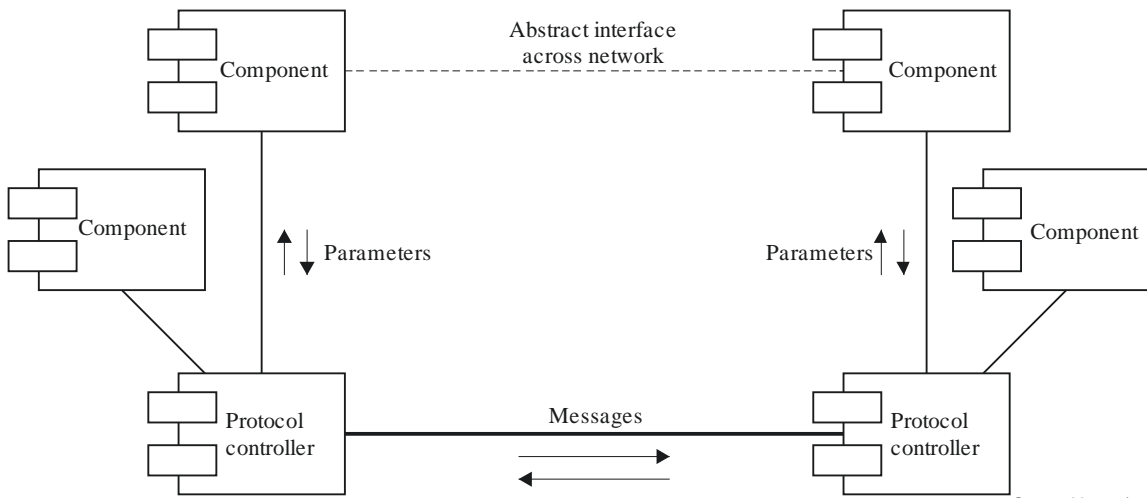 Abstract interface
across network
Component
Component
Component
Component
Parameters
Parameters
Protocol
controller
Messages
Protocol
controller